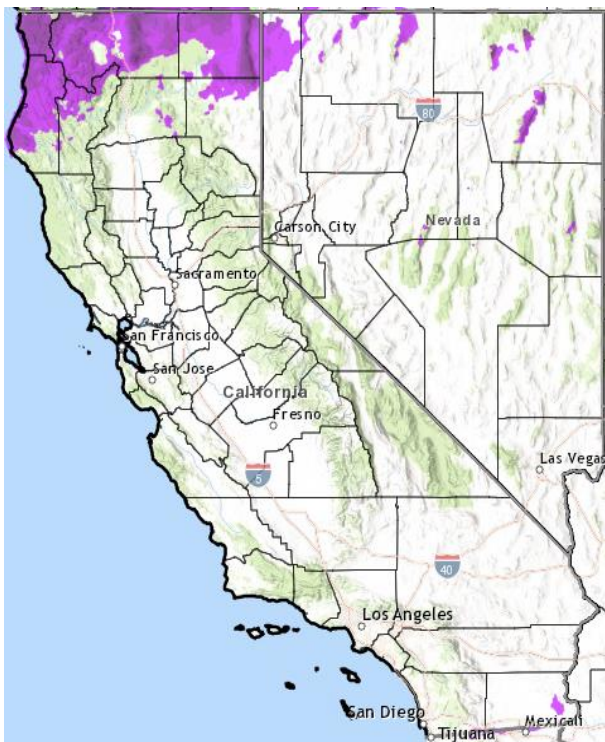 80
Nevada
Carson City
Sacramento
San Francisco
San Jose
California
Fresno
5
Las Vegas
40
Los Angeles
San Diego
Mexicali
Tijuana